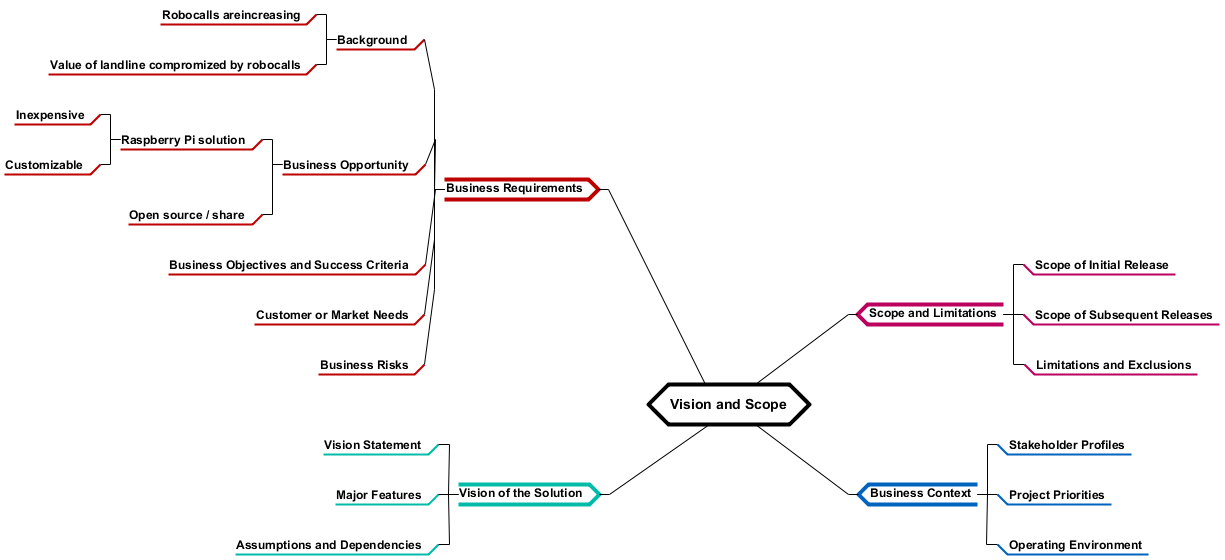 Robocalls areincreasing
Background
Value of landline compromized by robocalls
Inexpensive
Raspberry Pi solution
Customizable
Business Opportunity
Open source / share
Business Requirements
Business Objectives and Success Criteria
Customer or Market Needs
Business Risks
Scope of Initial Release
Scope and Limitations
Scope of Subsequent Releases
Limitations and Exclusions
Vision and Scope
Vision Statement
Major Features
Vision of the Solution
Assumptions and Dependencies
Stakeholder Profiles
Business Context
Project Priorities
Operating Environment